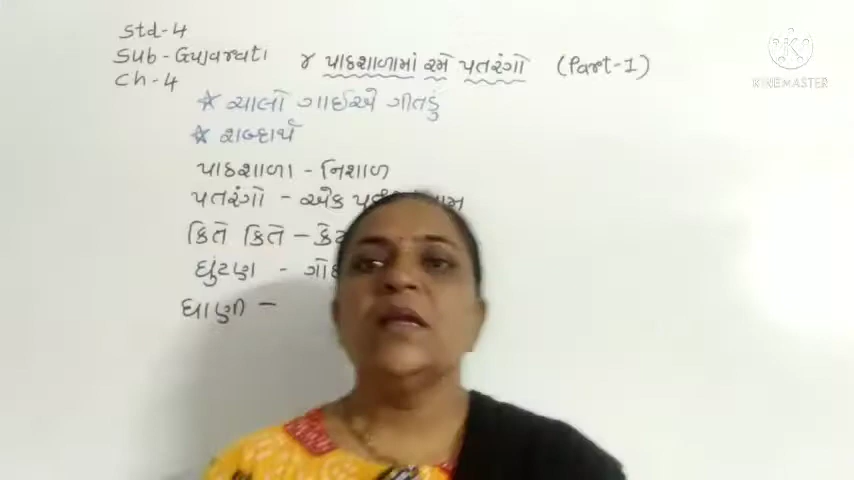 Std-4
Sub-Gujarati
Ch-4
૪ પાઠશાળામાં રમે પતરંગો (Part-1)
☆ ચાલો ગાઈએ ગીતડું
☆ શબ્દાર્થ
પાઠશાળા - નિશાળ
પતરંગો - એક
કિતે કિતે -
ઘુંટણ -
ધાણી -
KINEMASTER